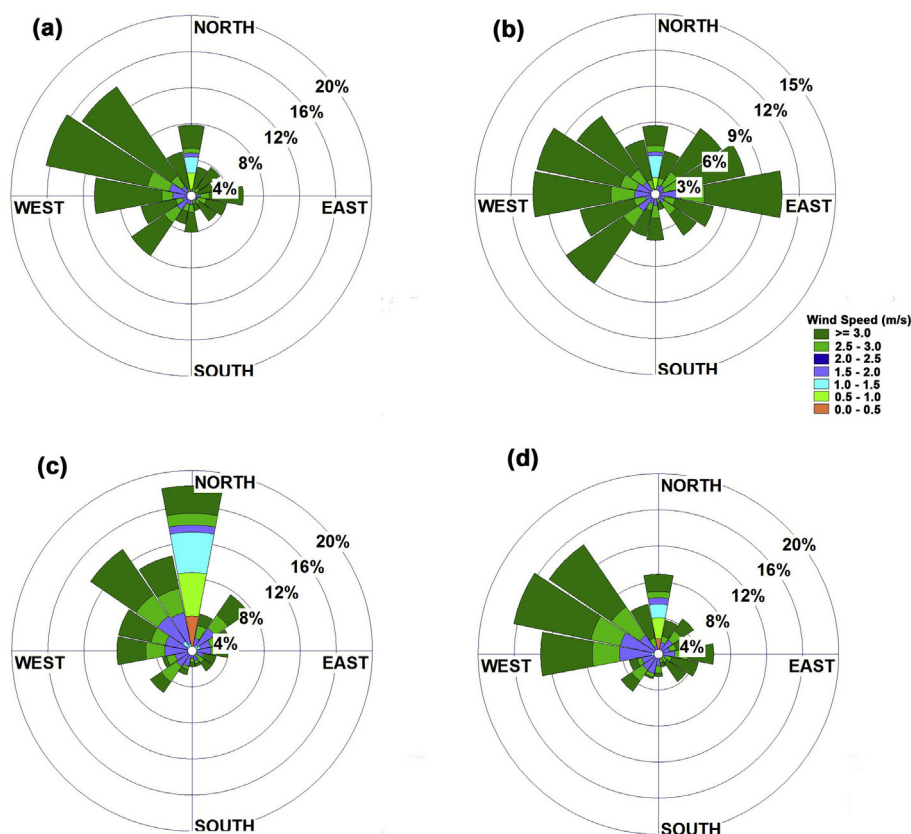 (a)
NORTH
20%
16%
12%
8%
4%
WEST
EAST
SOUTH
(b)
NORTH
15%
12%
9%
6%
3%
WEST
EAST
SOUTH
Wind Speed (m/s)
>= 3.0
2.5 - 3.0
2.0 - 2.5
1.5 - 2.0
1.0 - 1.5
0.5 - 1.0
0.0 - 0.5
(c)
NORTH
20%
16%
12%
8%
4%
WEST
EAST
SOUTH
(d)
NORTH
20%
16%
12%
8%
4%
WEST
EAST
SOUTH